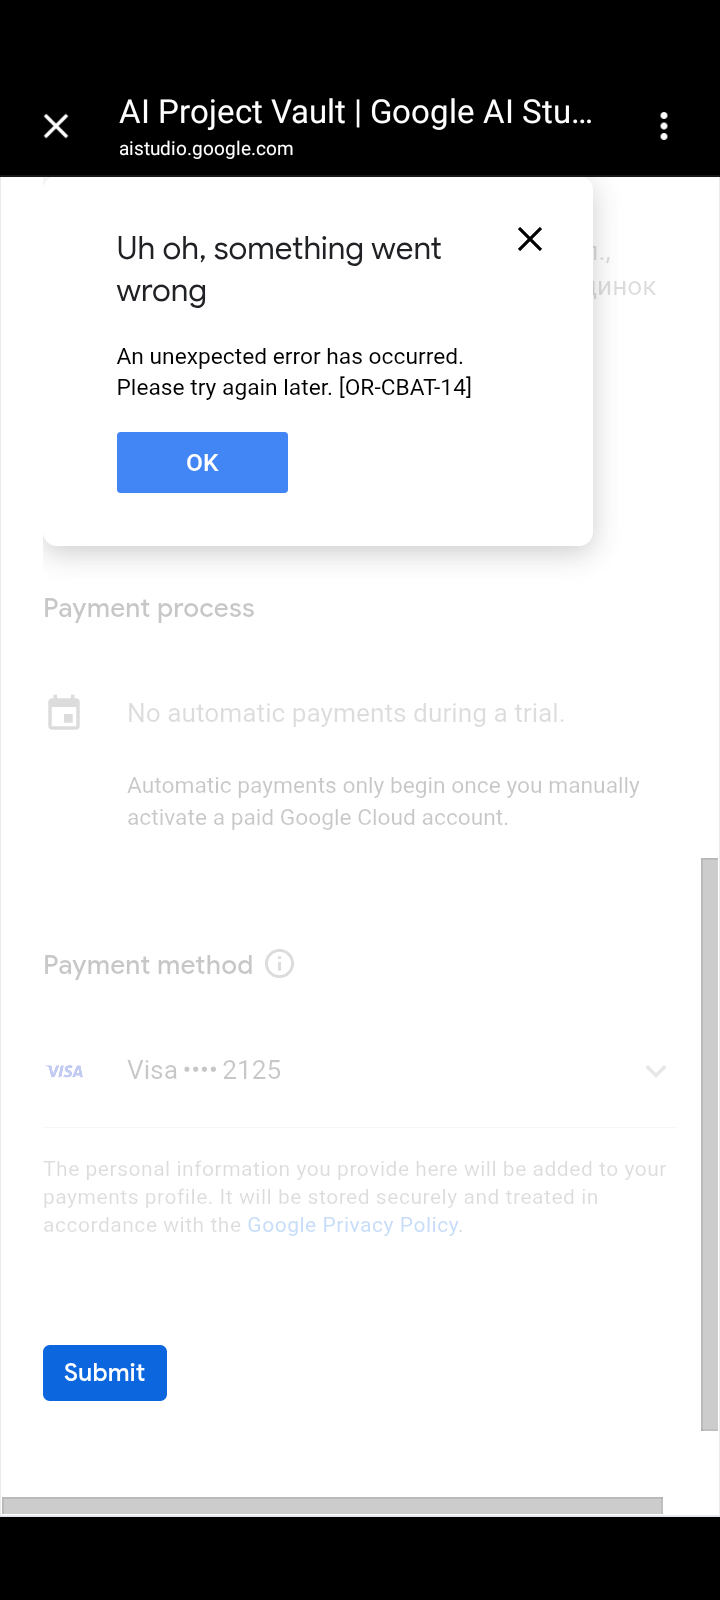 AI Project Vault | Google AI Stu...
aistudio.google.com
Uh oh, something went
wrong
An unexpected error has occurred.
Please try again later. [OR-CBAT-14]
OK
Payment process
No automatic payments during a trial.
Automatic payments only begin once you manually
activate a paid Google Cloud account.
Payment method
VISA
Visa •••• 2125
The personal information you provide here will be added to your
payments profile. It will be stored securely and treated in
accordance with the Google Privacy Policy.
Submit